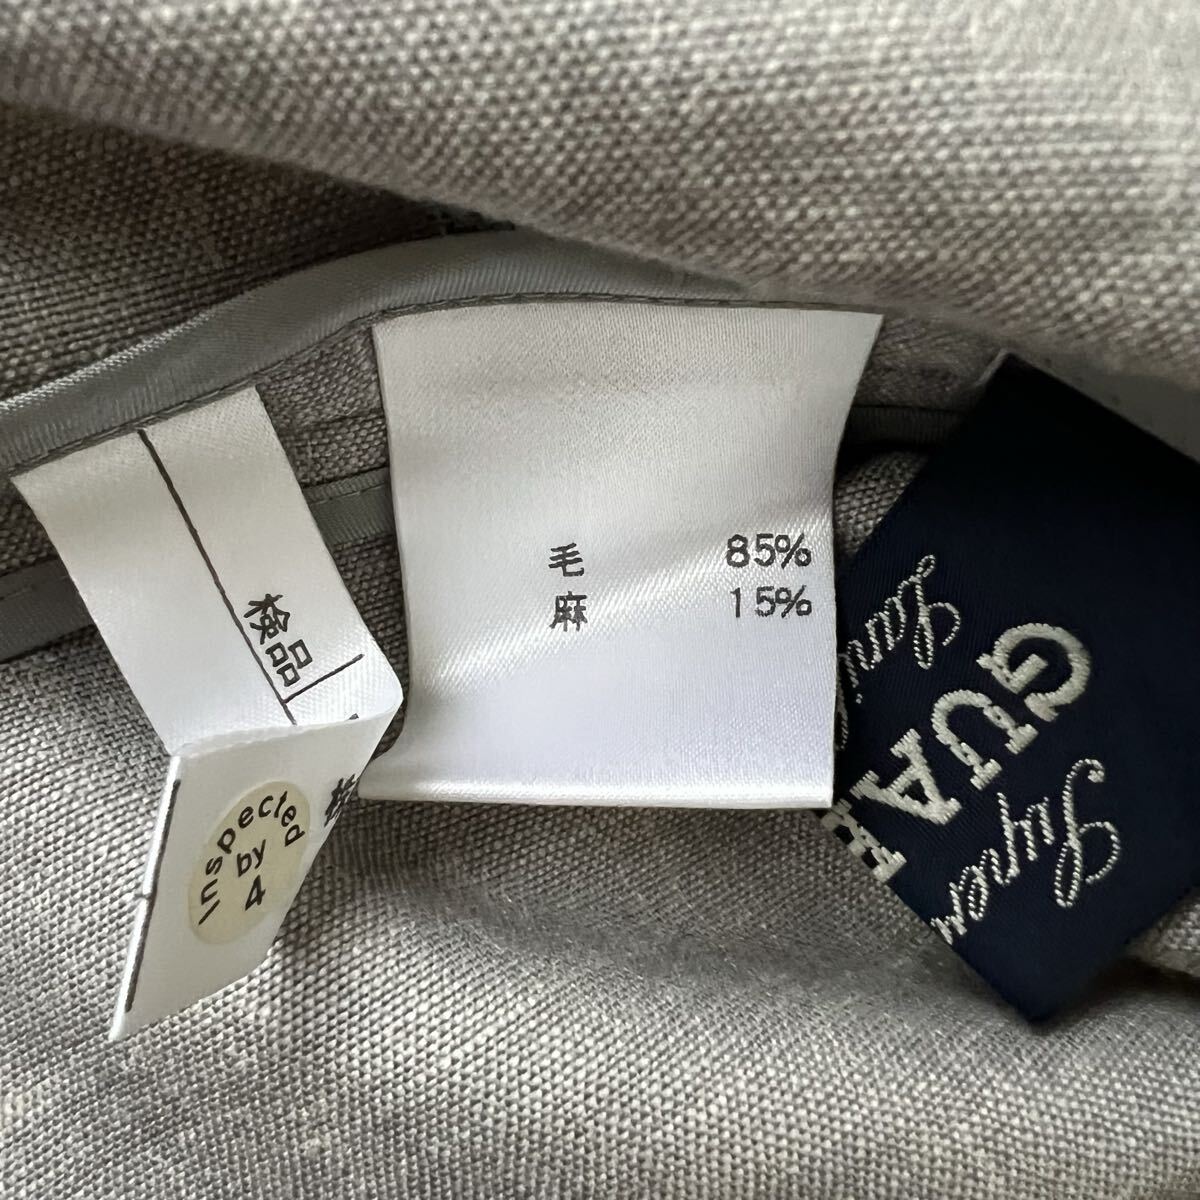 検品
Inspected
by
4
毛 85%
麻 15%
Super
GUA